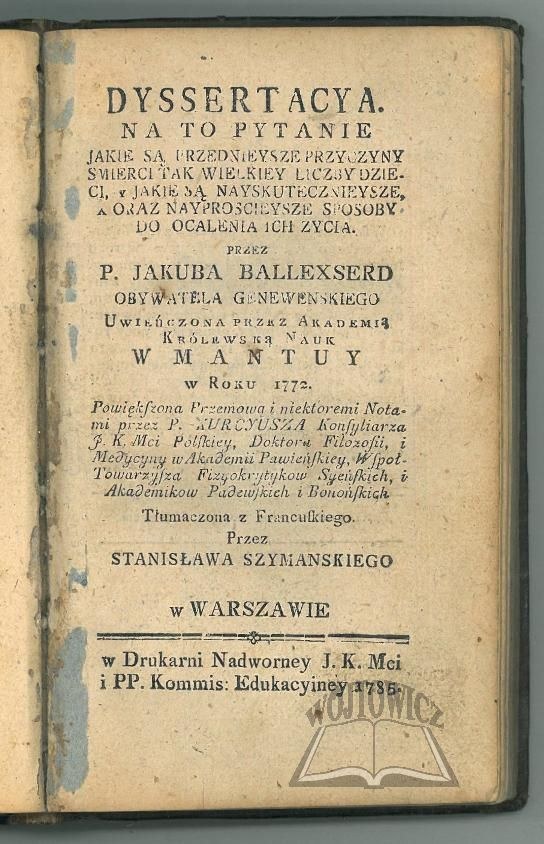 DYSSERTACYA.
NA TO PYTANIE
JAKIE SĄ PRZEDNIEYSZE PRZYCZYNY
SMIERCI TAK WIELKIEY LICZBY DZIE-
CI, Y JAKIE SĄ NAYSKUTECZNIEYSZE,
A ORAZ NAYPROSCIEYSZE SPOSOBY
DO OCALENIA ICH ZYCIA.
PRZEZ
P. JAKUBA BALLEXSERD
OBYWATELA GENEWENSKIEGO
UWIEŃCZONA PRZEZ AKADEMIĄ
KRÓLEWSKĄ NAUK
W MANTUY
W ROKU 1772.
Powiękſzona Przemową i niektoremi Nota-
mi przez P. KURCYUSZA Konſyliarza
J. K. Mci Polſkiey, Doktora Filozofii, i
Medycyny w Akademii Pawieńſkiey, Wſpoł-
Towarzyſza Fizyokrytykow Syeńſkich, i
Akademikow Padewſkich i Bonońſkich
Tłumaczona z Francuſkiego.
Przez
STANISŁAWA SZYMANSKIEGO
w WARSZAWIE
w Drukarni Nadworney J. K. Mci
i PP. Kommis: Edukacyiney 1785.
WÓJTOWICZ